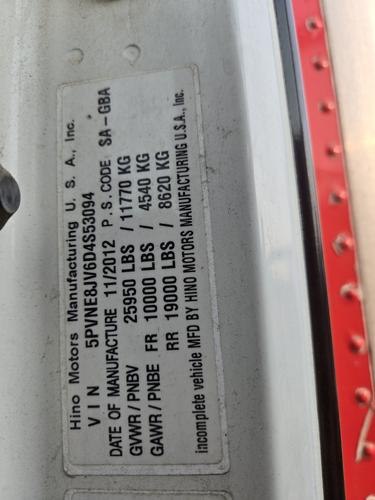 Hino Motors Manufacturing U. S. A., Inc.
V I N 5PVNE8JV6D4S53094
DATE OF MANUFACTURE 11/2012 P. S. CODE SA-GBA
GVWR / PNBV 25950 LBS / 11770 KG
GAWR / PNBE FR 10000 LBS / 4540 KG
RR 19000 LBS / 8620 KG
incomplete vehicle MFD BY HINO MOTORS MANUFACTURING U.S.A., Inc.